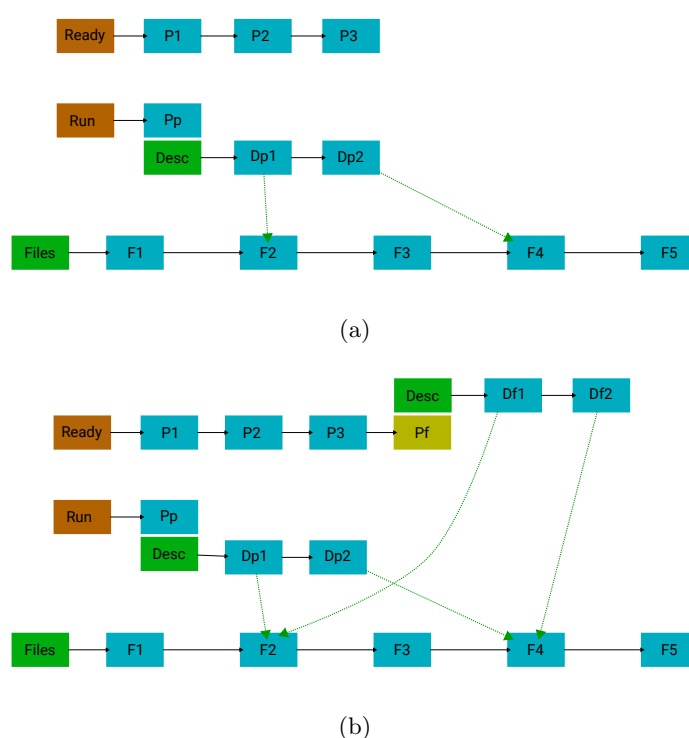 Ready P1 P2 P3
Run Pp
Desc Dp1 Dp2
Files F1 F2 F3 F4 F5
(a)
Desc Df1 Df2
Ready P1 P2 P3 Pf
Run Pp
Desc Dp1 Dp2
Files F1 F2 F3 F4 F5
(b)